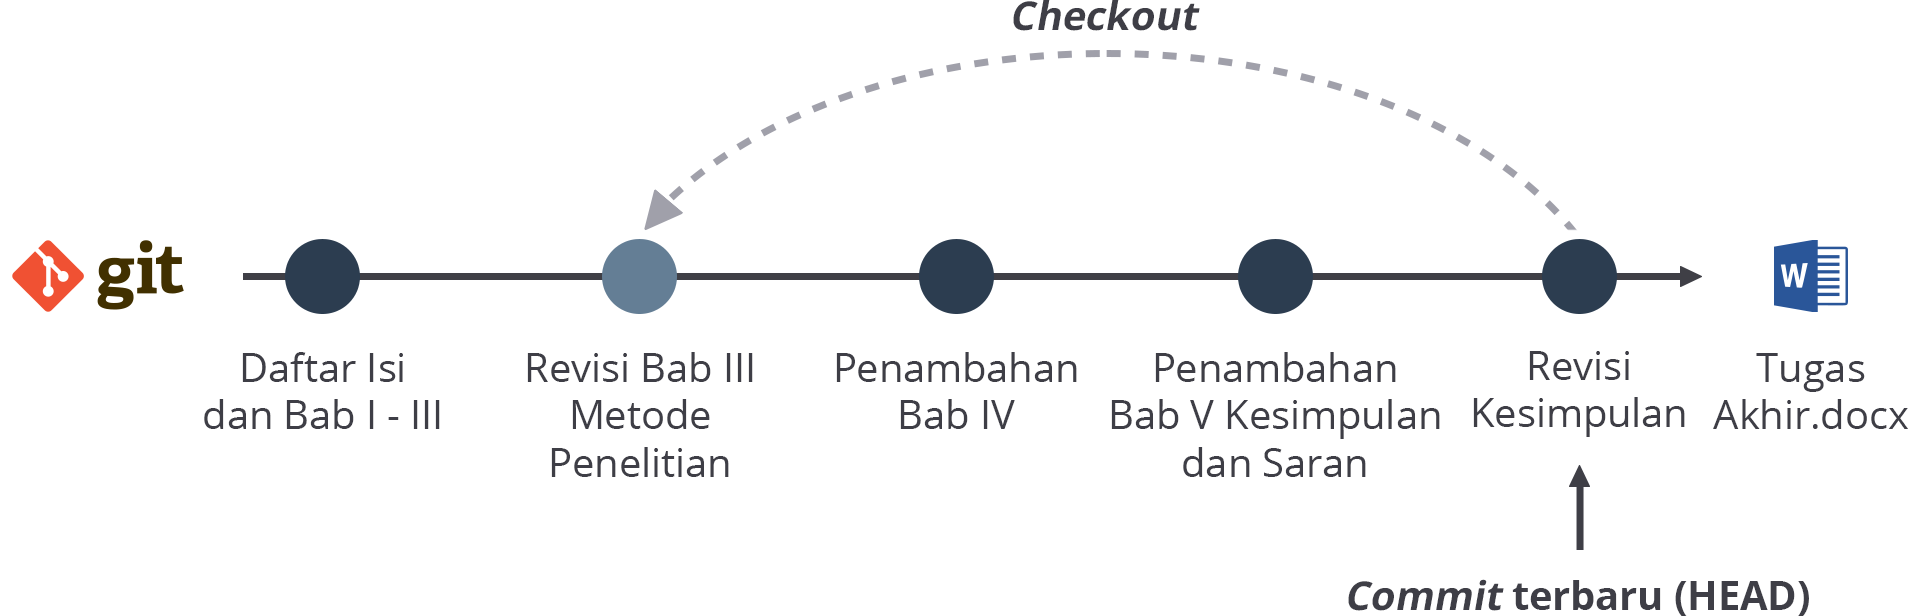 Checkout
git
W
Daftar Isi
dan Bab I - III
Revisi Bab III
Metode
Penelitian
Penambahan
Bab IV
Penambahan
Bab V Kesimpulan
dan Saran
Revisi
Kesimpulan
Tugas
Akhir.docx
Commit terbaru (HEAD)